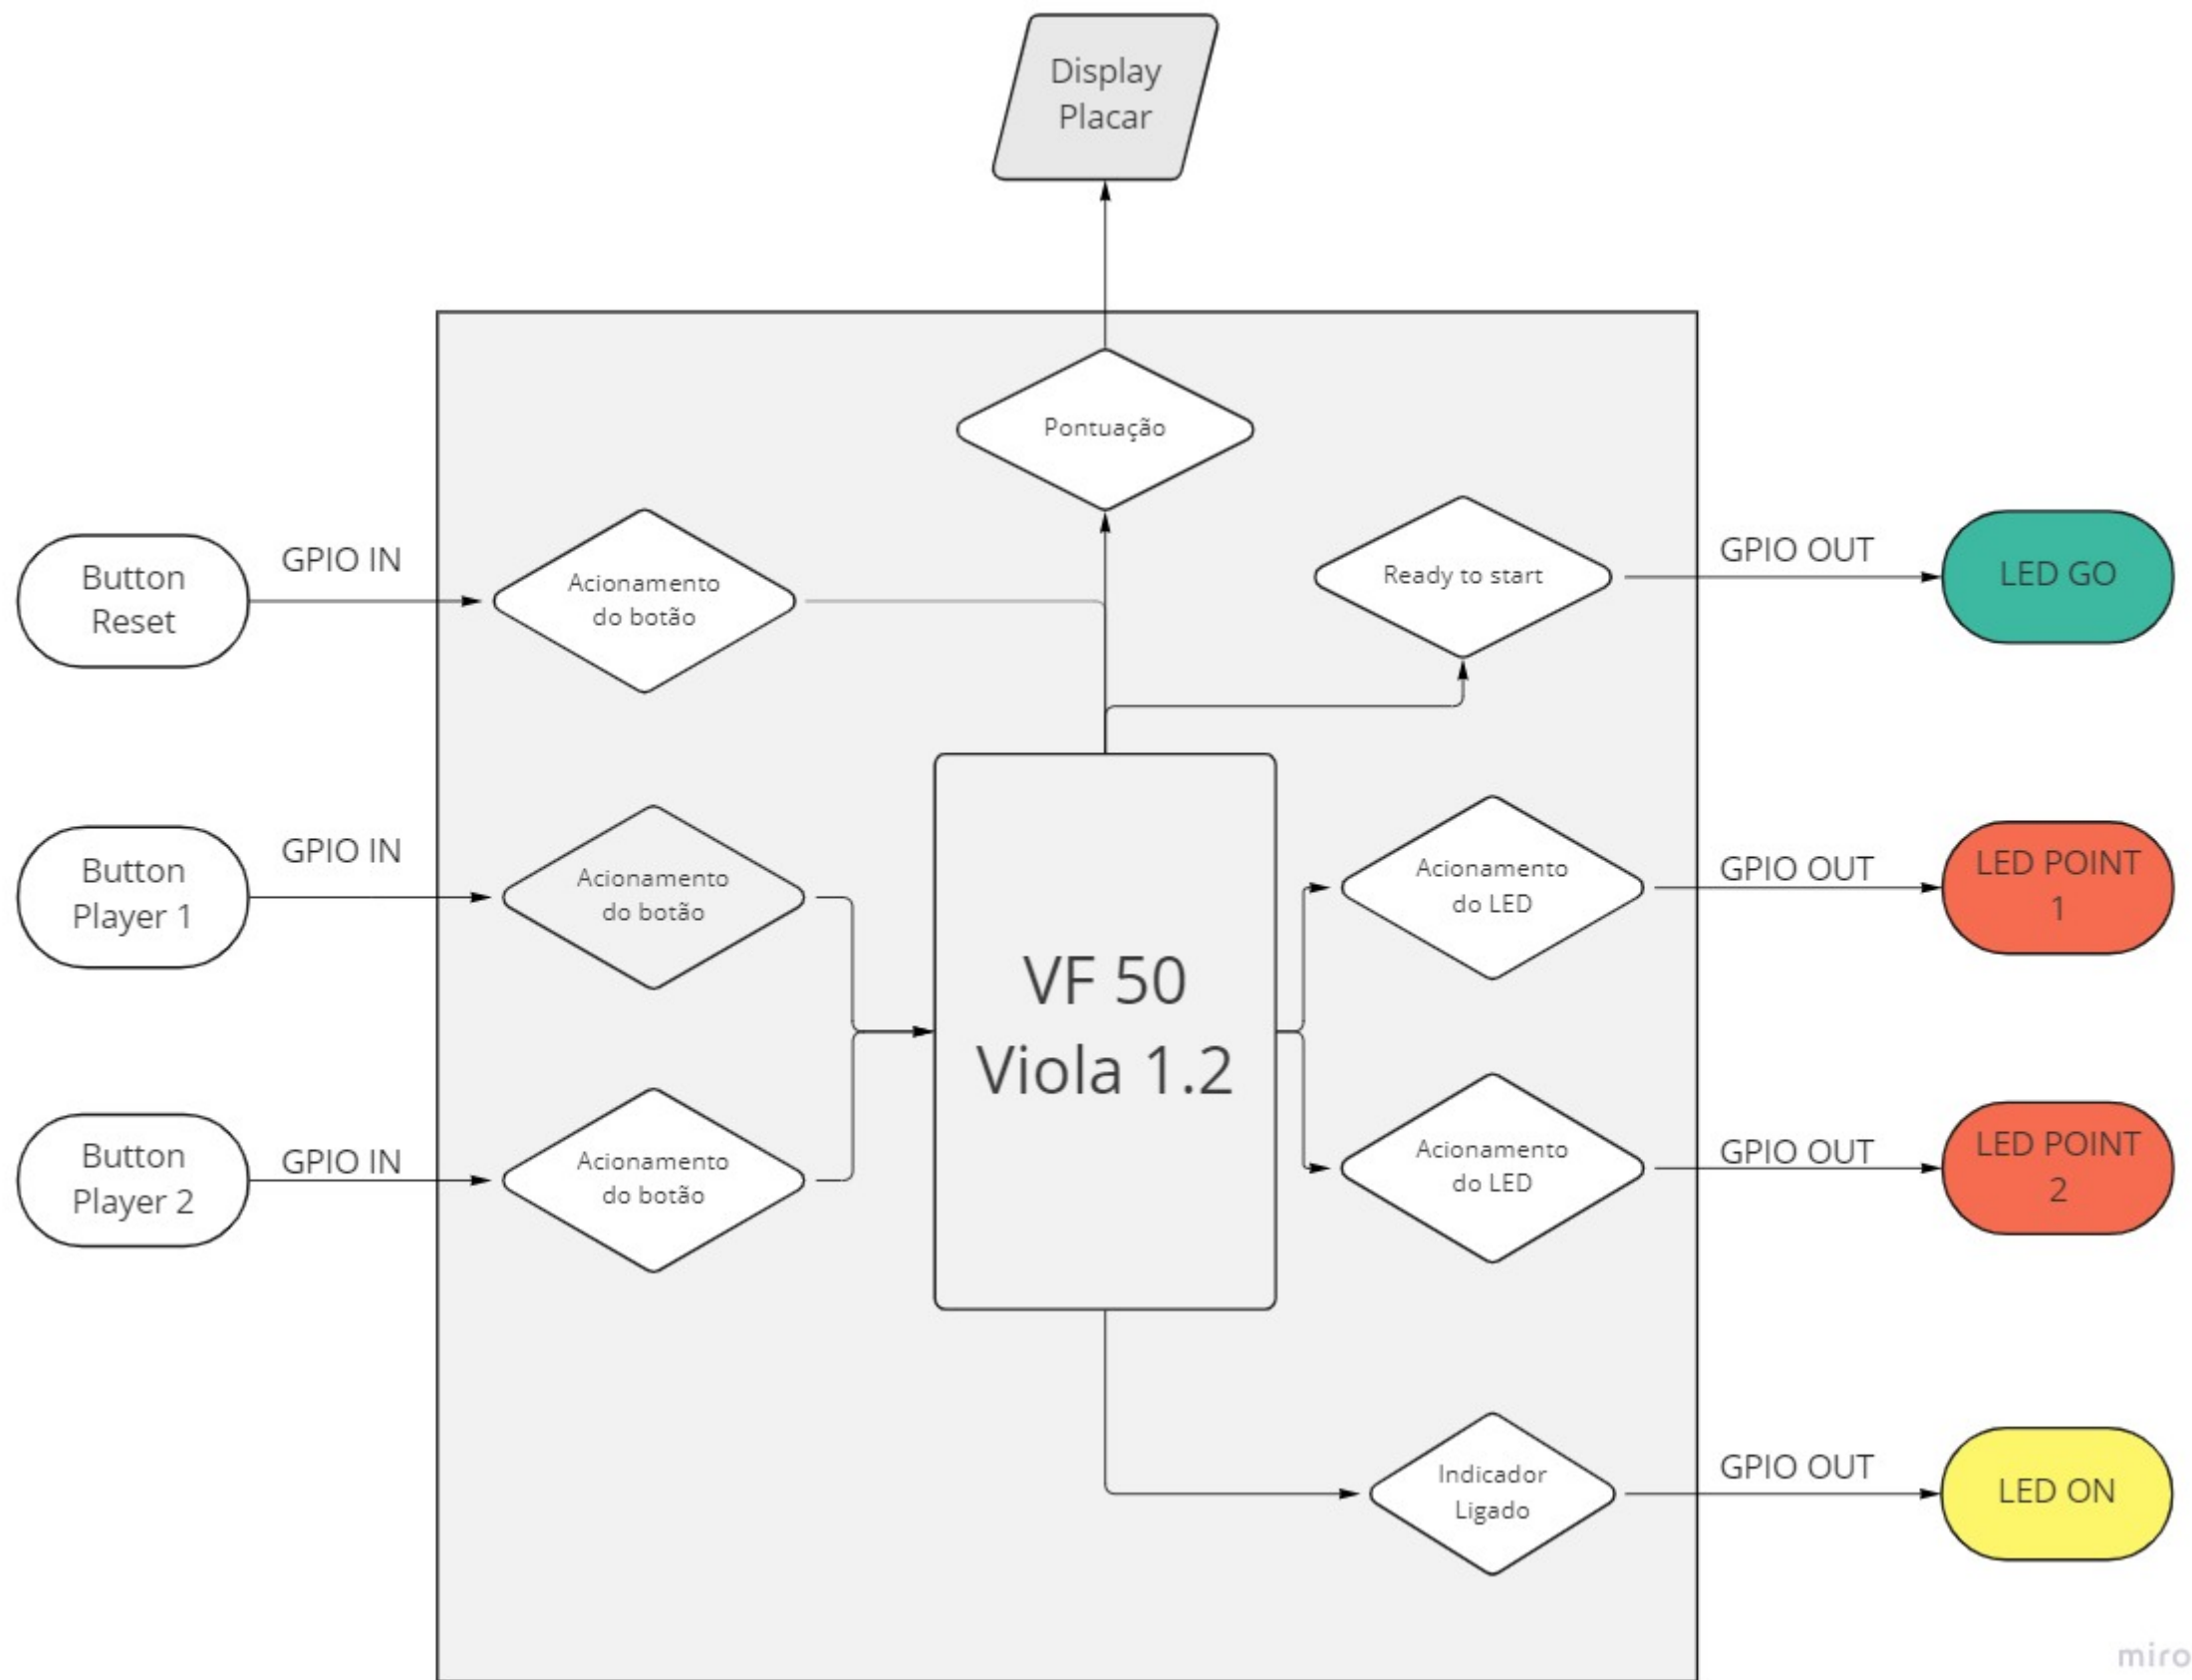 Display
Placar
Pontuação
Button
Reset
GPIO IN
Acionamento
do botão
Ready to start
GPIO OUT
LED GO
Button
Player 1
GPIO IN
Acionamento
do botão
VF 50
Viola 1.2
Acionamento
do LED
GPIO OUT
LED POINT
1
Button
Player 2
GPIO IN
Acionamento
do botão
Acionamento
do LED
GPIO OUT
LED POINT
2
Indicador
Ligado
GPIO OUT
LED ON
miro